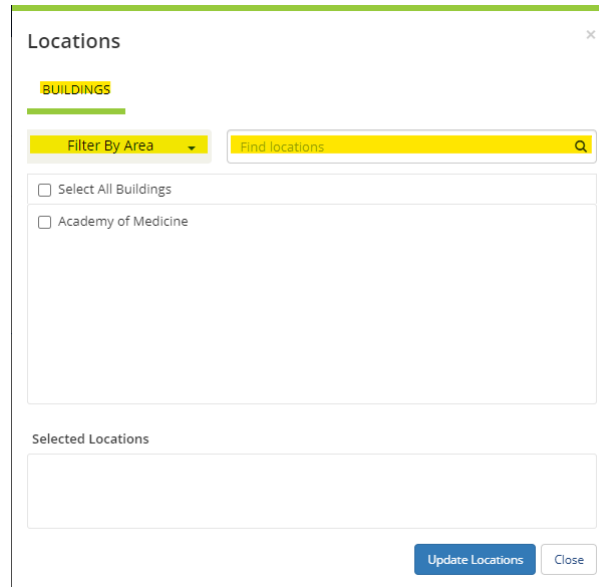 Locations
×
BUILDINGS
Filter By Area
Find locations
Select All Buildings
Academy of Medicine
Selected Locations
Update Locations
Close